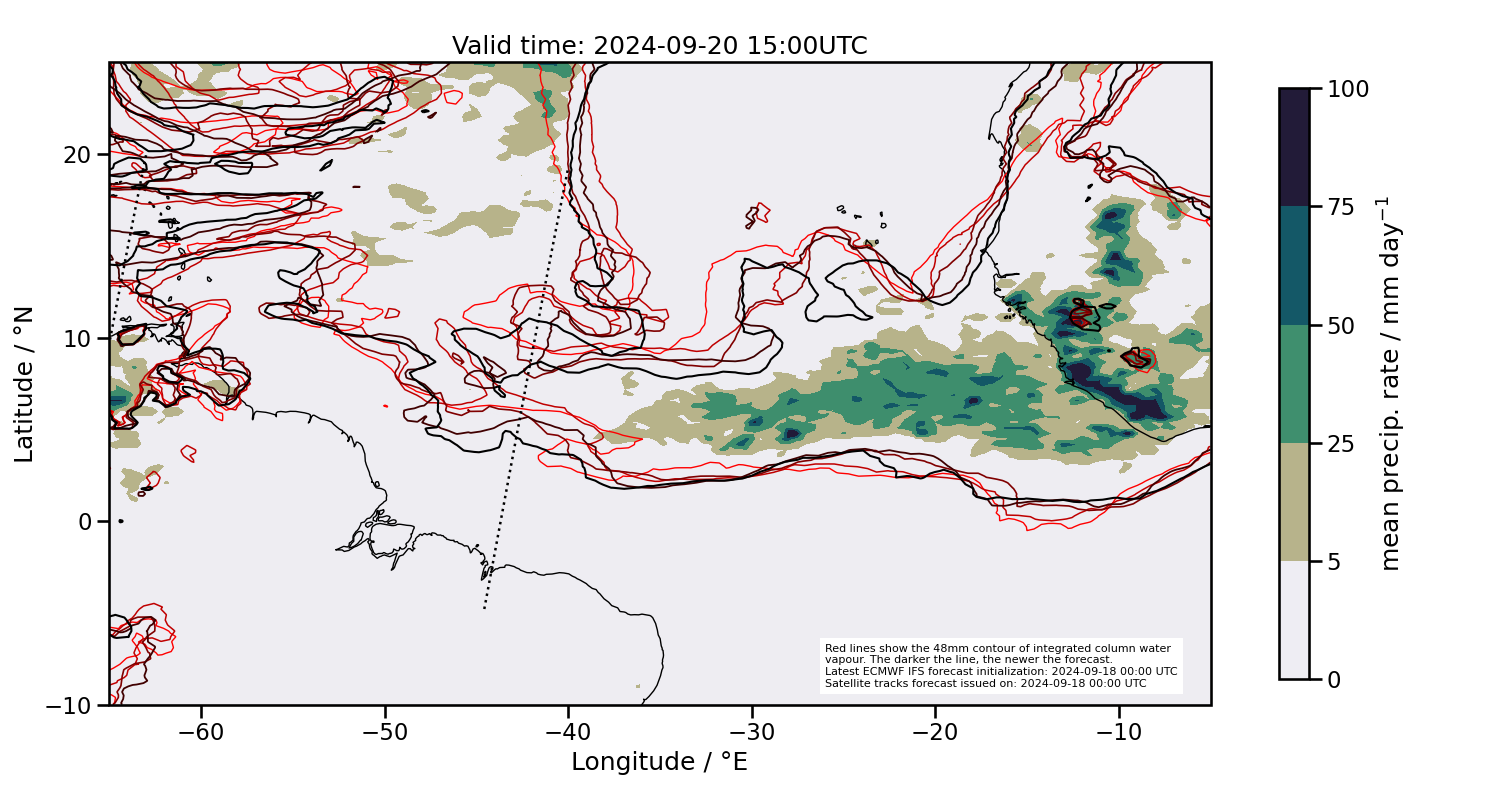 Valid time: 2024-09-20 15:00UTC
Latitude / °N
20
10
0
−10
−60
−50
−40
−30
−20
−10
Longitude / °E
Red lines show the 48mm contour of integrated column water
vapour. The darker the line, the newer the forecast.
Latest ECMWF IFS forecast initialization: 2024-09-18 00:00 UTC
Satellite tracks forecast issued on: 2024-09-18 00:00 UTC
100
75
50
25
5
0
mean precip. rate / mm day⁻¹